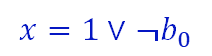 x = 1 ∨ ¬b₀